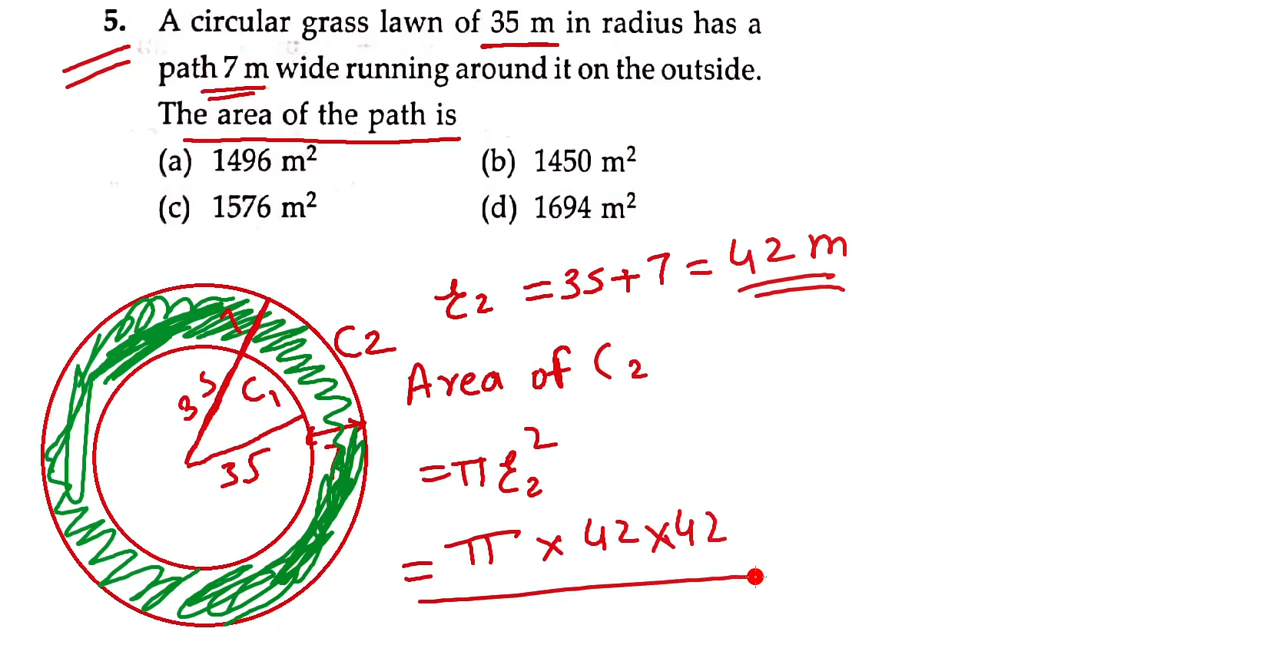 5. A circular grass lawn of 35 m in radius has a
path 7 m wide running around it on the outside.
The area of the path is
(a) 1496 m² (b) 1450 m²
(c) 1576 m² (d) 1694 m²
r₂ = 35+7 = 42 m
C2
Area of C₂
35 C₁
35
7
= π r₂²
= π × 42×42